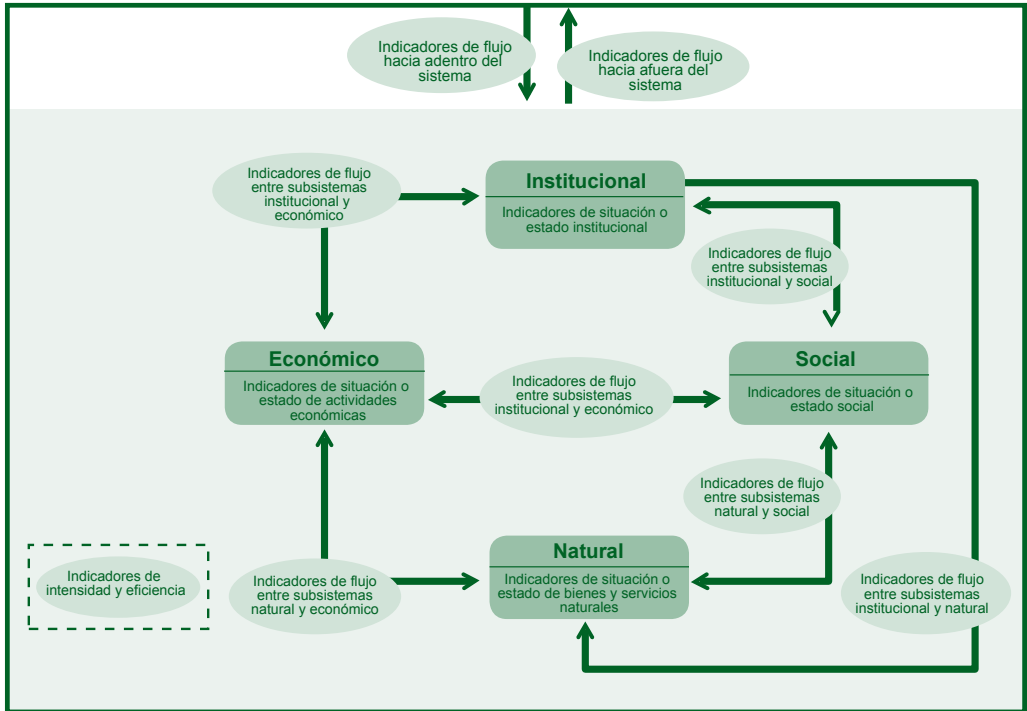 Indicadores de flujo
hacia adentro del
sistema
Indicadores de flujo
hacia afuera del
sistema
Indicadores de flujo
entre subsistemas
institucional y
económico
Institucional
Indicadores de situación o
estado institucional
Indicadores de flujo
entre subsistemas
institucional y social
Económico
Indicadores de situación o
estado de actividades
económicas
Indicadores de flujo
entre subsistemas
institucional y económico
Social
Indicadores de situación o
estado social
Indicadores de flujo
entre subsistemas
natural y social
Indicadores de
intensidad y eficiencia
Indicadores de flujo
entre subsistemas
natural y económico
Natural
Indicadores de situación o
estado de bienes y servicios
naturales
Indicadores de flujo
entre subsistemas
institucional y natural